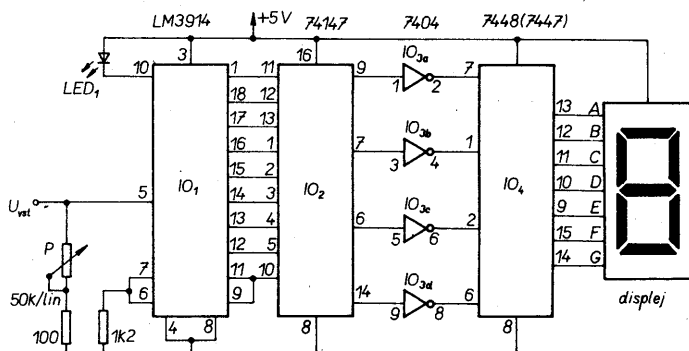 LM3914 +5V 74147 7404 7448(7447)
LED₁
10 3 1 11 16 9 1 IO₃ₐ 2 7
18 12
17 13
16 1 7 3 IO₃b 4 1
15 2
14 3
13 4 6 5 IO₃c 6 2
12 5
11 10
9
14 9 IO₃d 8 6
IO₁ IO₂ IO₄
13 A
12 B
11 C
10 D
9 E
15 F
14 G
displej
Uvst 5
P
50k/lin
100
7
6
1k2
4 8 8 8